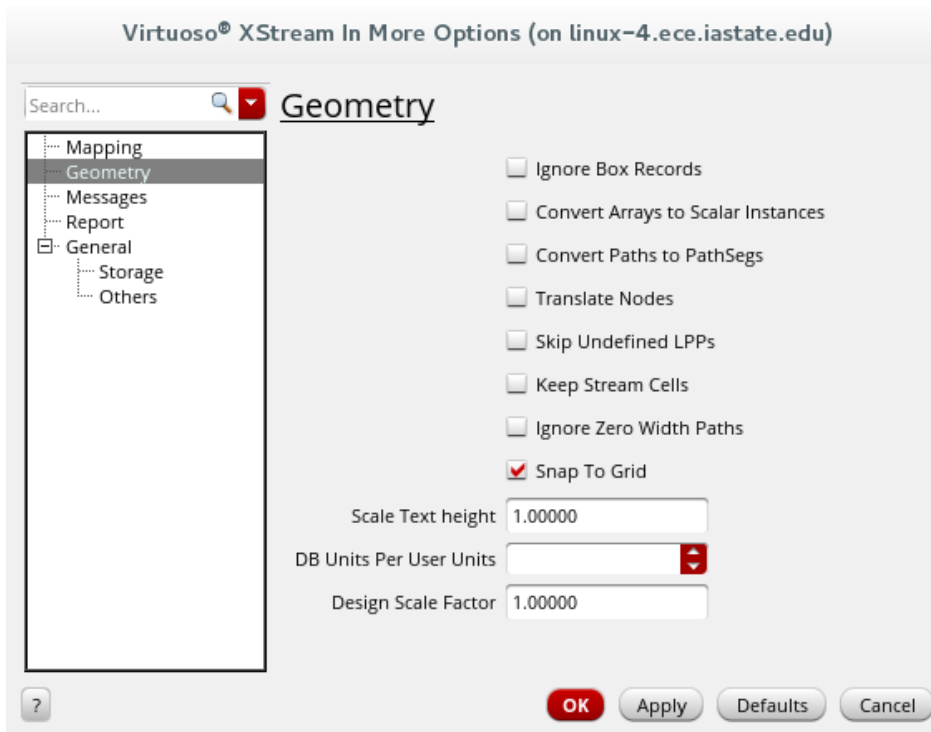 Virtuoso® XStream In More Options (on linux-4.ece.iastate.edu)
Search...
Geometry
Mapping
Geometry
Messages
Report
General
Storage
Others
Ignore Box Records
Convert Arrays to Scalar Instances
Convert Paths to PathSegs
Translate Nodes
Skip Undefined LPPs
Keep Stream Cells
Ignore Zero Width Paths
Snap To Grid
Scale Text height 1.00000
DB Units Per User Units
Design Scale Factor 1.00000
? OK Apply Defaults Cancel